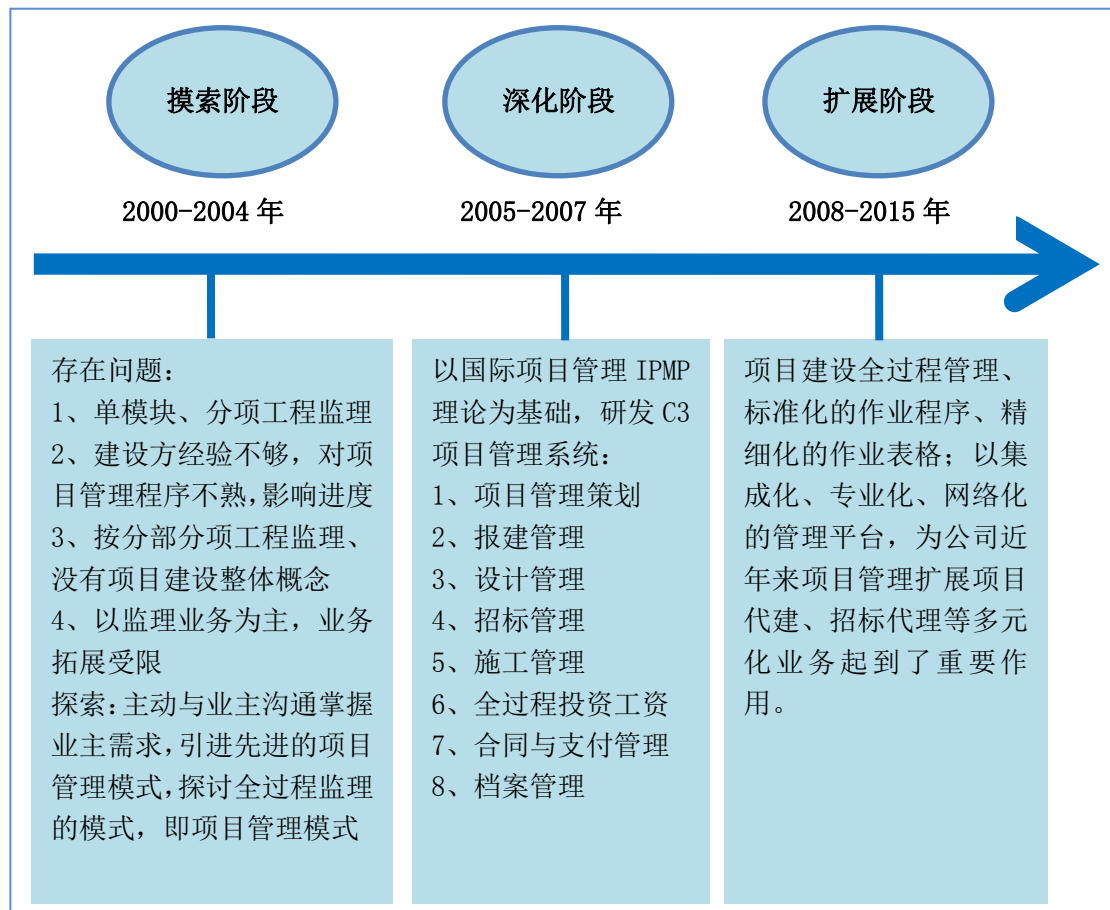 摸索阶段
深化阶段
扩展阶段
2000-2004 年
2005-2007 年
2008-2015 年
存在问题：
1、单模块、分项工程监理
2、建设方经验不够，对项
目管理程序不熟，影响进度
3、按分部分项工程监理、
没有项目建设整体概念
4、以监理业务为主，业务
拓展受限
探索：主动与业主沟通掌握
业主需求，引进先进的项目
管理模式，探讨全过程监理
的模式，即项目管理模式
以国际项目管理 IPMP
理论为基础，研发 C3
项目管理系统：
1、项目管理策划
2、报建管理
3、设计管理
4、招标管理
5、施工管理
6、全过程投资工资
7、合同与支付管理
8、档案管理
项目建设全过程管理、
标准化的作业程序、精
细化的作业表格；以集
成化、专业化、网络化
的管理平台，为公司近
年来项目管理扩展项目
代建、招标代理等多元
化业务起到了重要作
用。